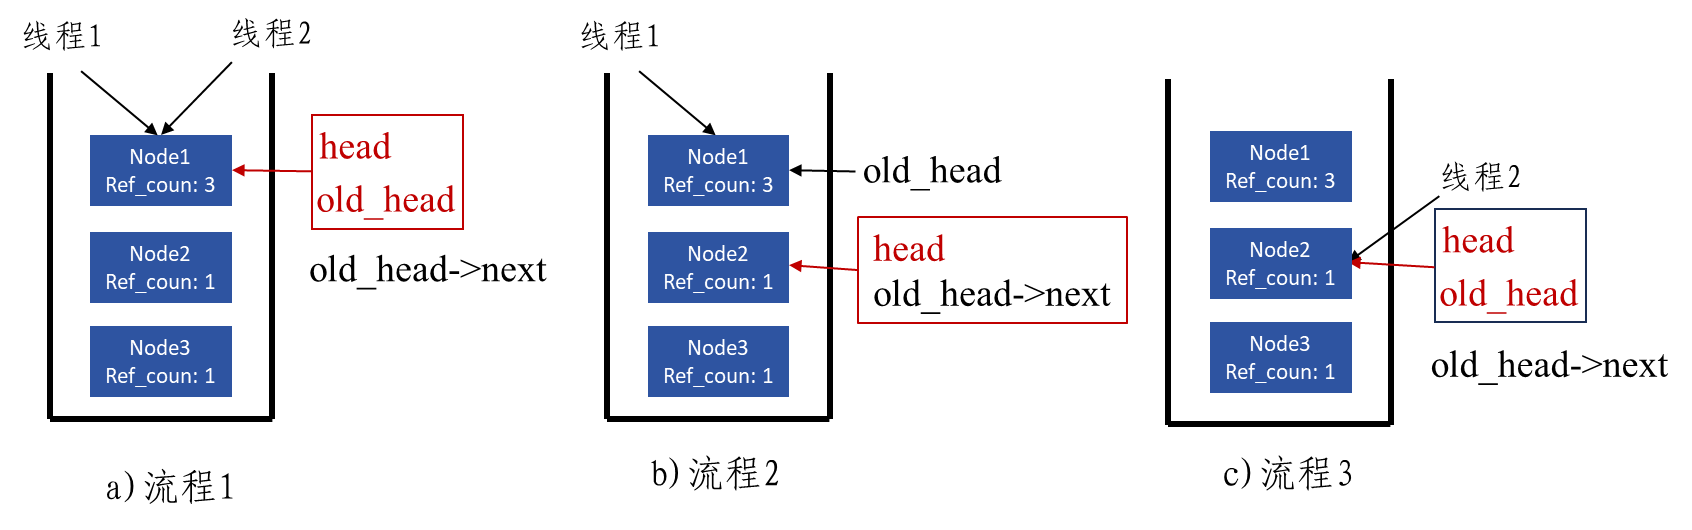 线程1
线程2
Node1
Ref_coun: 3
head
old_head
Node2
Ref_coun: 1
old_head->next
Node3
Ref_coun: 1
a)流程1
线程1
Node1
Ref_coun: 3
old_head
Node2
Ref_coun: 1
head
old_head->next
Node3
Ref_coun: 1
b)流程2
Node1
Ref_coun: 3
线程2
Node2
Ref_coun: 1
head
old_head
Node3
Ref_coun: 1
old_head->next
c)流程3